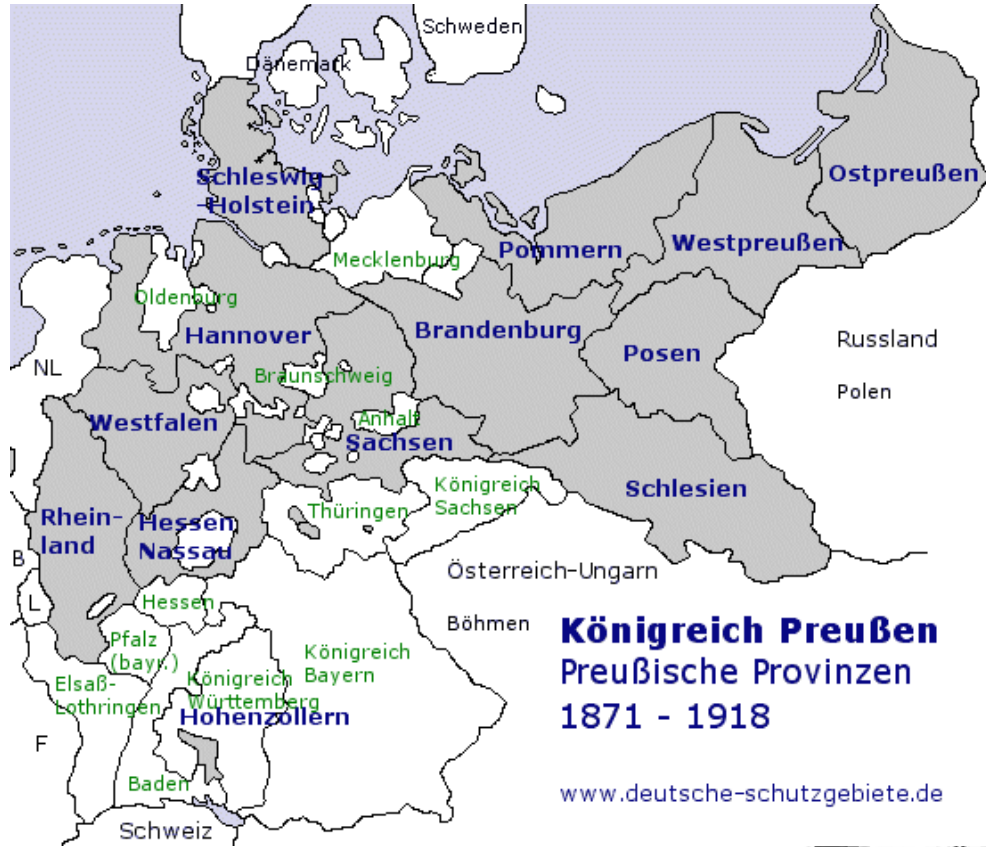 Schweden
Dänemark
Schleswig
-Holstein
Ostpreußen
Westpreußen
Pommern
Mecklenburg
Oldenburg
Hannover
Brandenburg
Posen
Russland
Polen
NL
Braunschweig
Westfalen
Anhalt
Sachsen
Königreich
Sachsen
Schlesien
Rhein-
land
Hessen
Nassau
Thüringen
B
L
Österreich-Ungarn
Böhmen
Hessen
Pfalz
(bayr.)
Königreich
Bayern
Elsaß-
Lothringen
Königreich
Württemberg
Hohenzollern
F
Baden
Schweiz
Königreich Preußen
Preußische Provinzen
1871 - 1918
www.deutsche-schutzgebiete.de